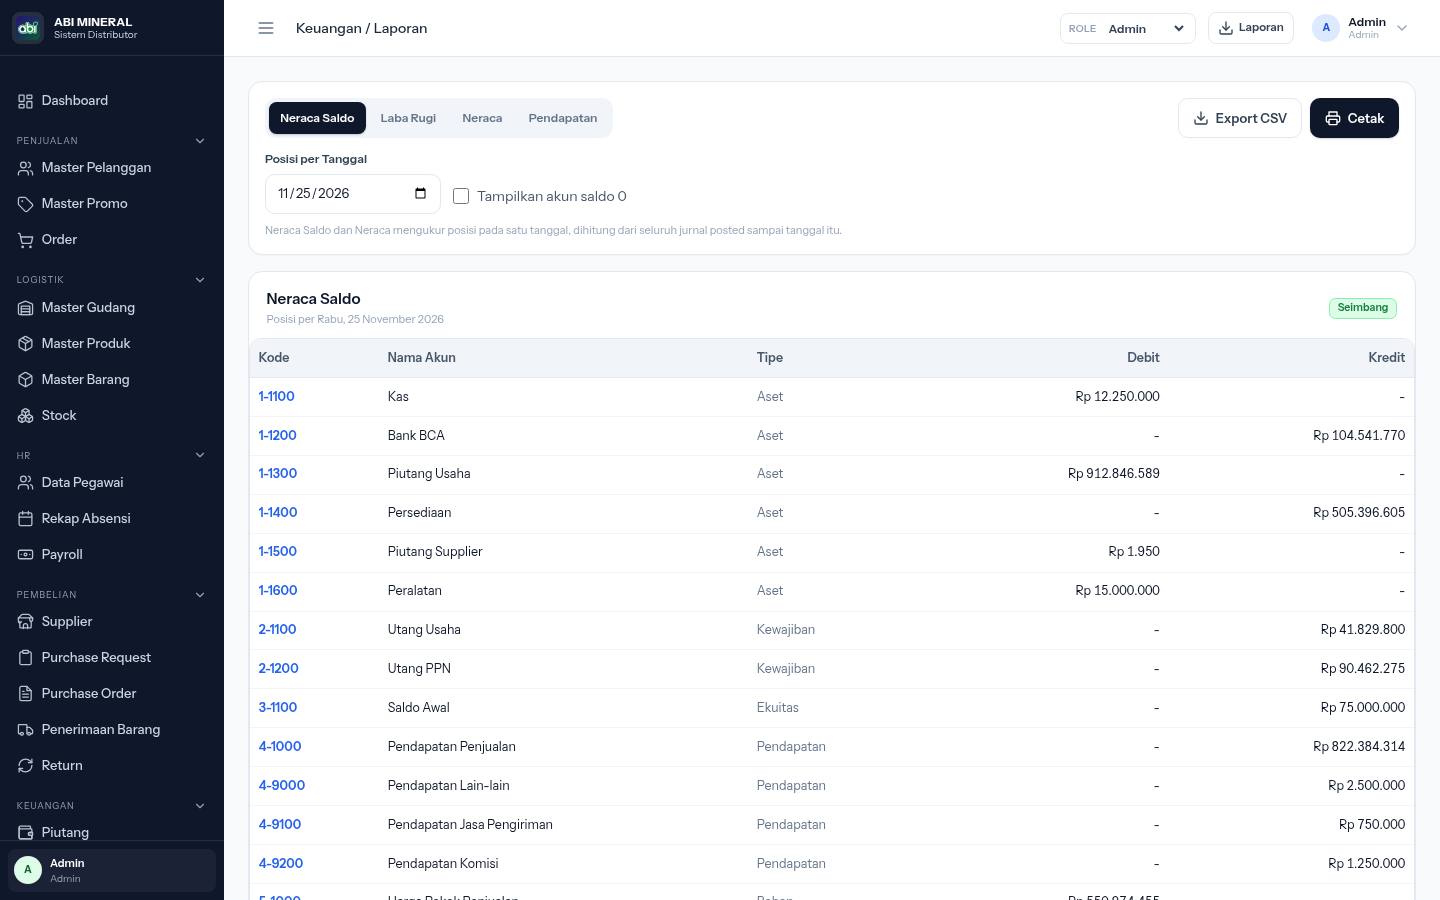 abi
ABI MINERAL
Sistem Distributor
Dashboard
PENJUALAN
Master Pelanggan
Master Promo
Order
LOGISTIK
Master Gudang
Master Produk
Master Barang
Stock
HR
Data Pegawai
Rekap Absensi
Payroll
PEMBELIAN
Supplier
Purchase Request
Purchase Order
Penerimaan Barang
Return
KEUANGAN
Piutang
A
Admin
Admin
Keuangan / Laporan
ROLE Admin
Laporan
A
Admin
Admin
Neraca Saldo Laba Rugi Neraca Pendapatan
Export CSV
Cetak
Posisi per Tanggal
11/25/2026
Tampilkan akun saldo 0
Neraca Saldo dan Neraca mengukur posisi pada satu tanggal, dihitung dari seluruh jurnal posted sampai tanggal itu.
Neraca Saldo
Posisi per Rabu, 25 November 2026
Seimbang
Kode Nama Akun Tipe Debit Kredit
1-1100 Kas Aset Rp 12.250.000 -
1-1200 Bank BCA Aset - Rp 104.541.770
1-1300 Piutang Usaha Aset Rp 912.846.589 -
1-1400 Persediaan Aset - Rp 505.396.605
1-1500 Piutang Supplier Aset Rp 1.950 -
1-1600 Peralatan Aset Rp 15.000.000 -
2-1100 Utang Usaha Kewajiban - Rp 41.829.800
2-1200 Utang PPN Kewajiban - Rp 90.462.275
3-1100 Saldo Awal Ekuitas - Rp 75.000.000
4-1000 Pendapatan Penjualan Pendapatan - Rp 822.384.314
4-9000 Pendapatan Lain-lain Pendapatan - Rp 2.500.000
4-9100 Pendapatan Jasa Pengiriman Pendapatan - Rp 750.000
4-9200 Pendapatan Komisi Pendapatan - Rp 1.250.000